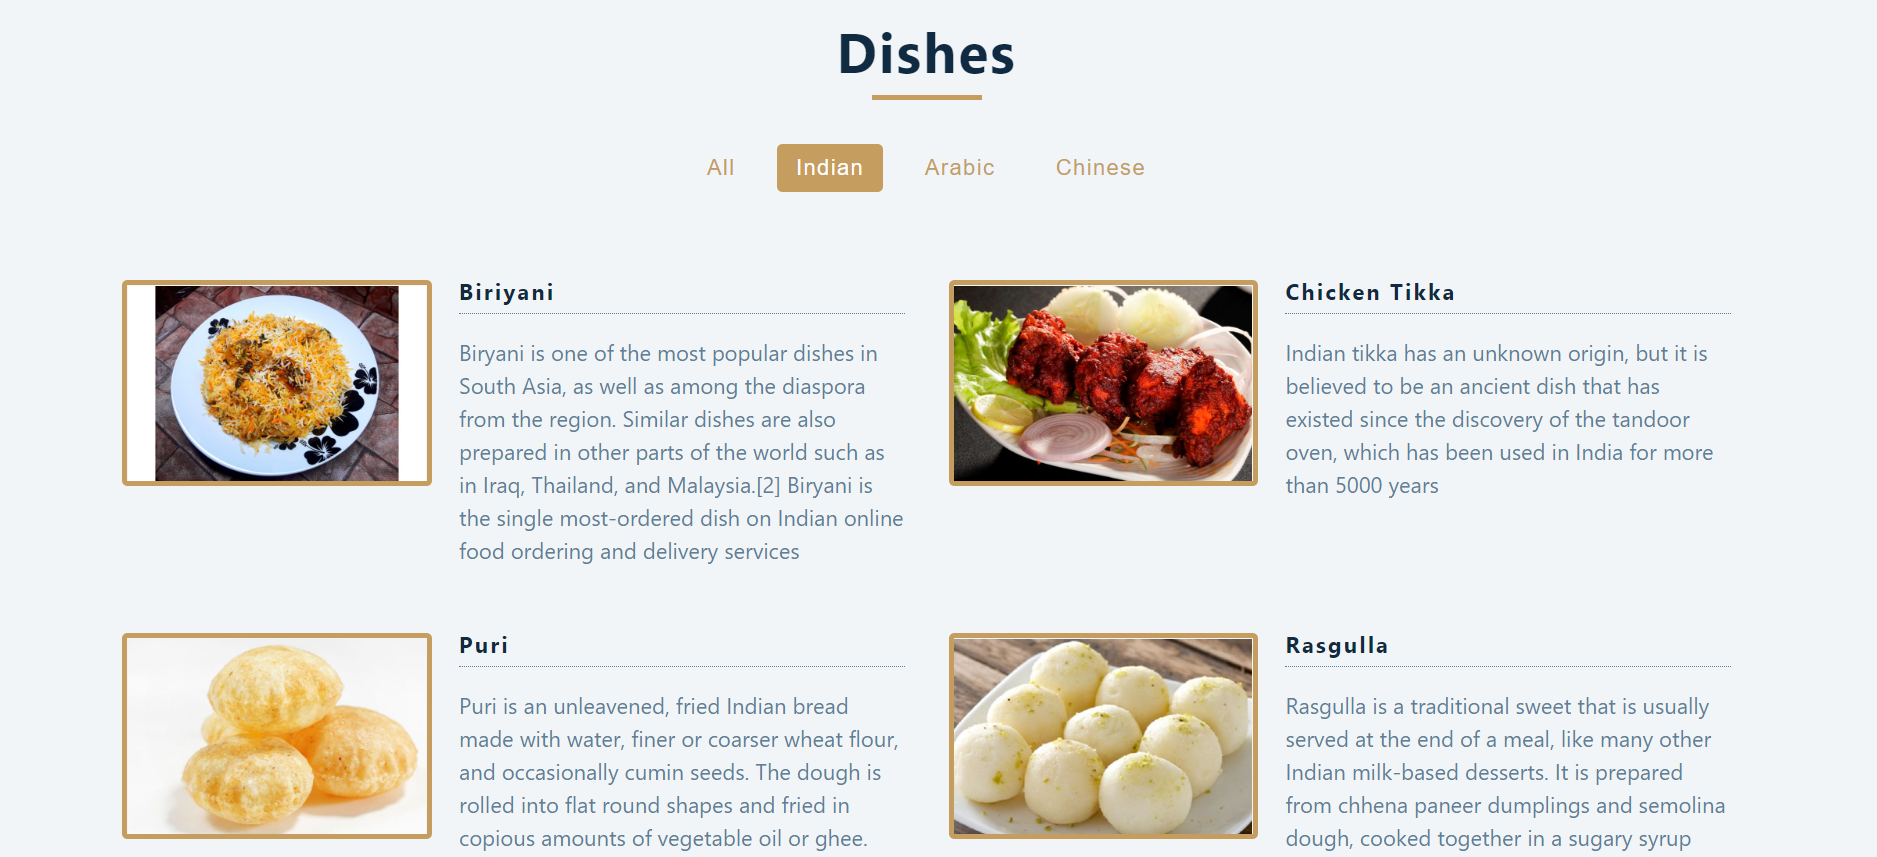 Dishes
All
Indian
Arabic
Chinese
Biriyani
Biryani is one of the most popular dishes in
South Asia, as well as among the diaspora
from the region. Similar dishes are also
prepared in other parts of the world such as
in Iraq, Thailand, and Malaysia.[2] Biryani is
the single most-ordered dish on Indian online
food ordering and delivery services
Chicken Tikka
Indian tikka has an unknown origin, but it is
believed to be an ancient dish that has
existed since the discovery of the tandoor
oven, which has been used in India for more
than 5000 years
Puri
Puri is an unleavened, fried Indian bread
made with water, finer or coarser wheat flour,
and occasionally cumin seeds. The dough is
rolled into flat round shapes and fried in
copious amounts of vegetable oil or ghee.
Rasgulla
Rasgulla is a traditional sweet that is usually
served at the end of a meal, like many other
Indian milk-based desserts. It is prepared
from chhena paneer dumplings and semolina
dough, cooked together in a sugary syrup